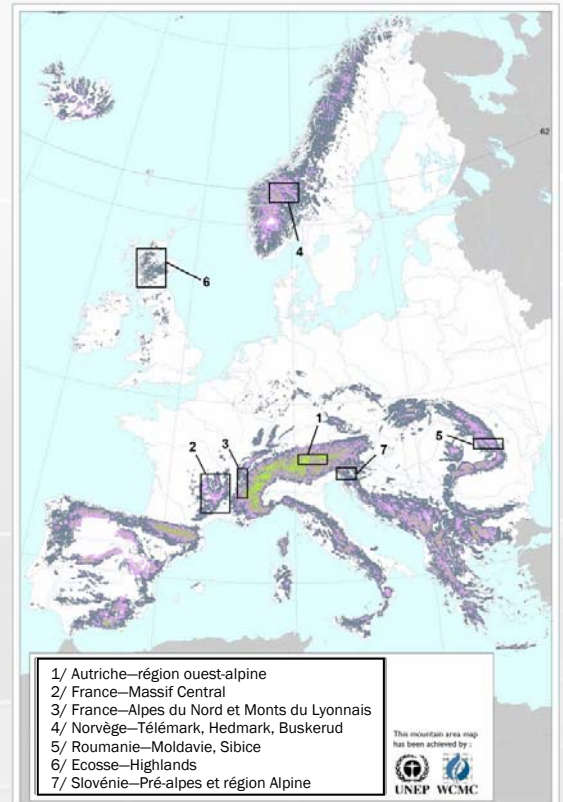 62
4
6
1
3
2
5
7
1/ Autriche—région ouest-alpine
2/ France—Massif Central
3/ France—Alpes du Nord et Monts du Lyonnais
4/ Norvège—Télémark, Hedmark, Buskerud
5/ Roumanie—Moldavie, Sibice
6/ Ecosse—Highlands
7/ Slovénie—Pré-alpes et région Alpine
This mountain area map
has been achieved by :
UNEP WCMC